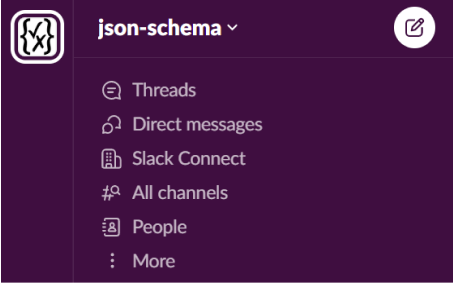 json-schema
Threads
Direct messages
Slack Connect
All channels
People
More